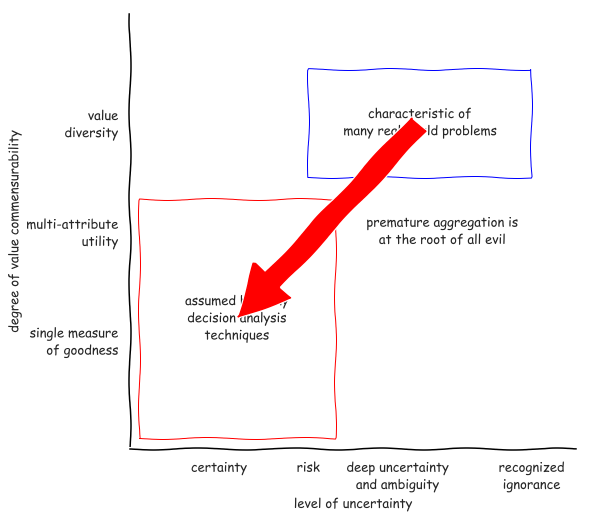 characteristic of
many problems
value
diversity
degree of value commensurability
multi-attribute
utility
premature aggregation is
at the root of all evil
assumed
decision analysis
techniques
single measure
of goodness
certainty
risk
deep uncertainty
and ambiguity
recognized
ignorance
level of uncertainty